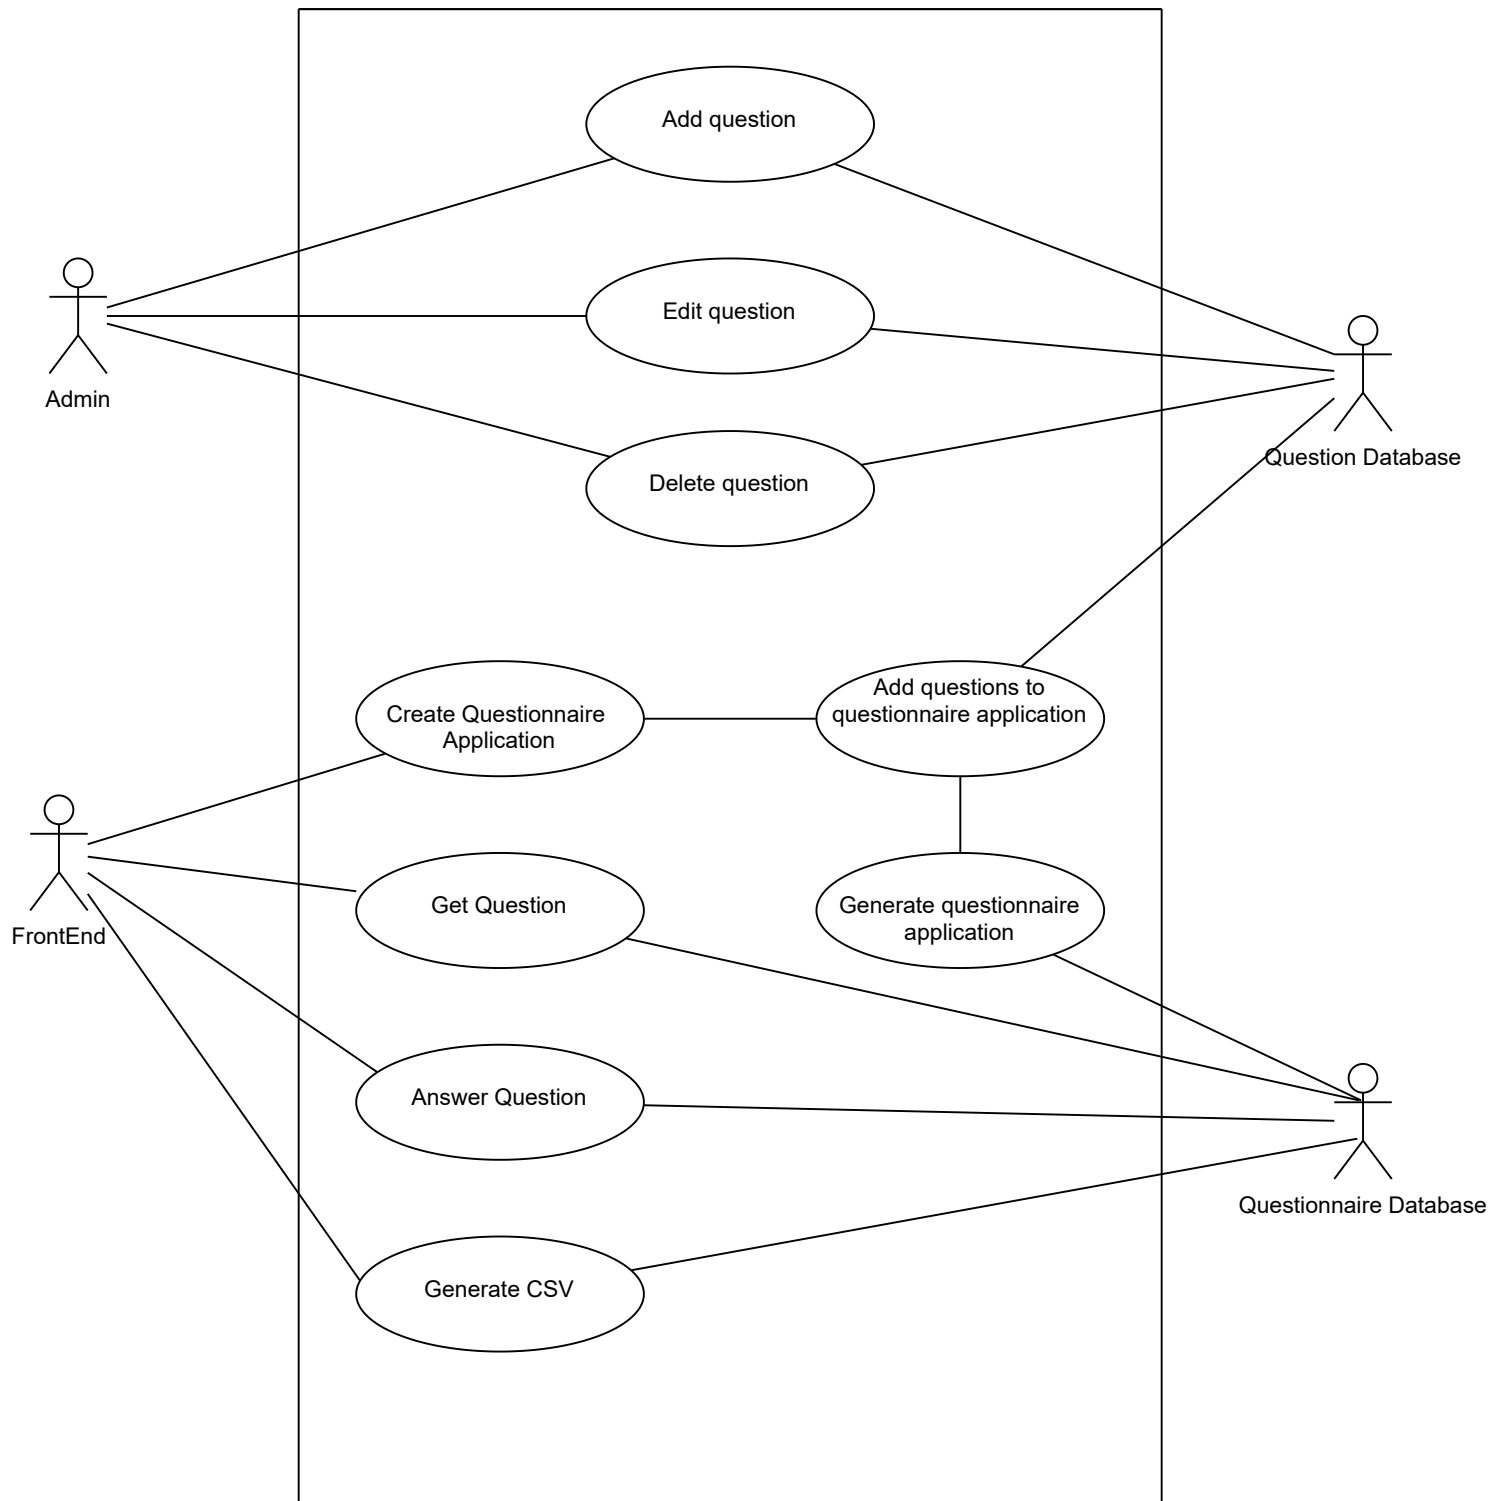 Add question
Edit question
Admin
Question Database
Delete question
Add questions to
questionnaire application
Create Questionnaire
Application
Get Question
Generate questionnaire
application
FrontEnd
Answer Question
Questionnaire Database
Generate CSV